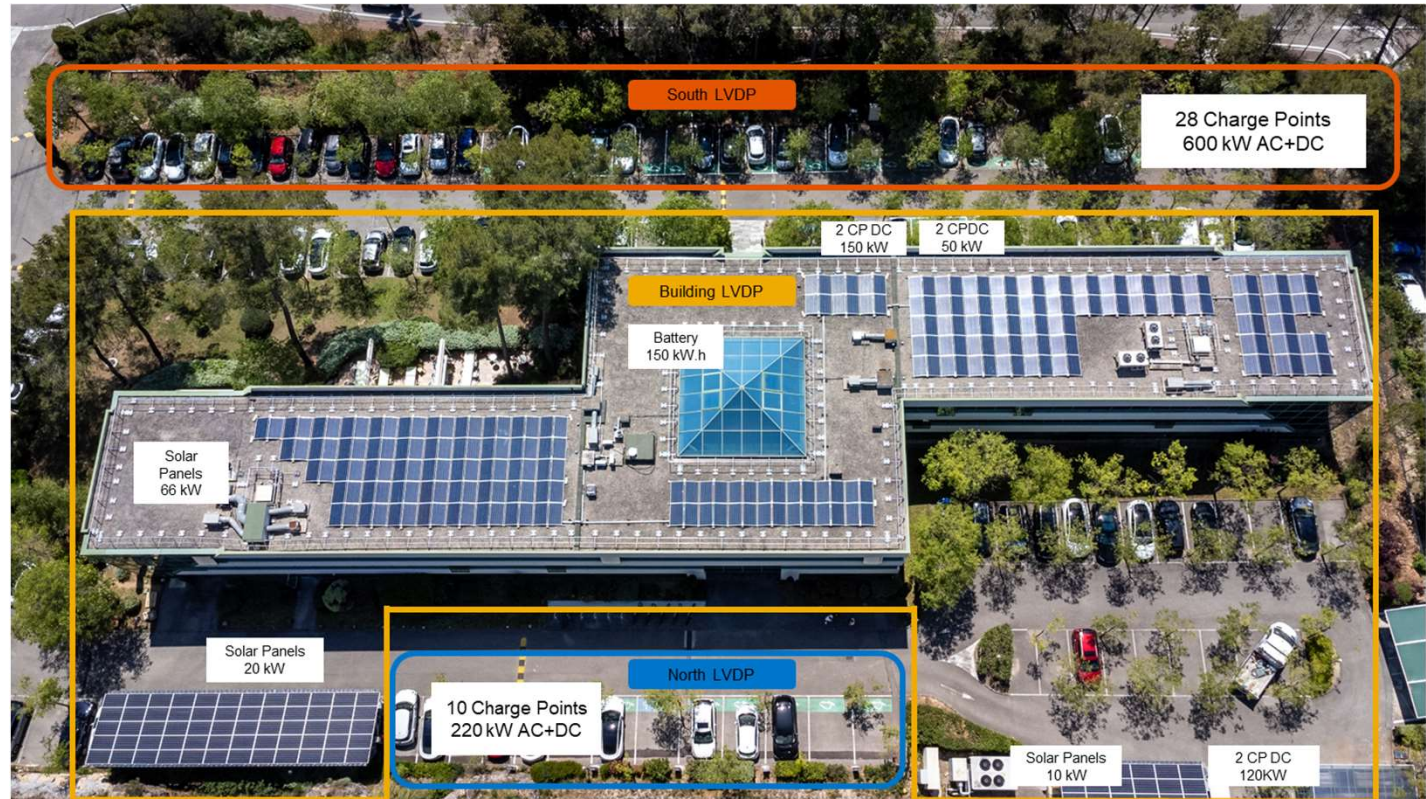 South LVDP
28 Charge Points
600 kW AC+DC
2 CP DC
150 kW
2 CPDC
50 kW
Building LVDP
Battery
150 kW.h
Solar
Panels
66 kW
Solar Panels
20 kW
North LVDP
10 Charge Points
220 kW AC+DC
Solar Panels
10 kW
2 CP DC
120KW